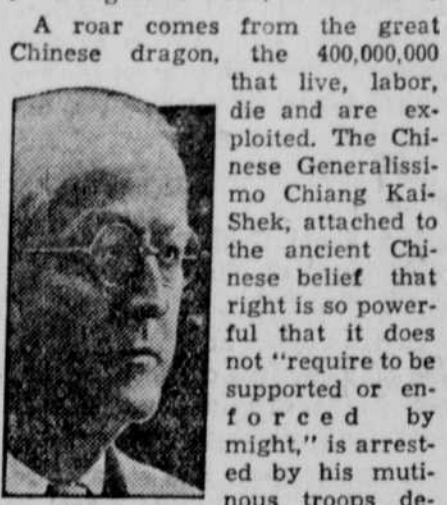 A roar comes from the great
Chinese dragon, the 400,000,000
that live, labor,
die and are ex-
ploited. The Chi-
nese Generalissi-
mo Chiang Kai-
Shek, attached to
the ancient Chi-
nese belief that
right is so power-
ful that it does
not "require to be
supported or en-
forced by
might," is arrest-
ed by his muti-
nous troops de-